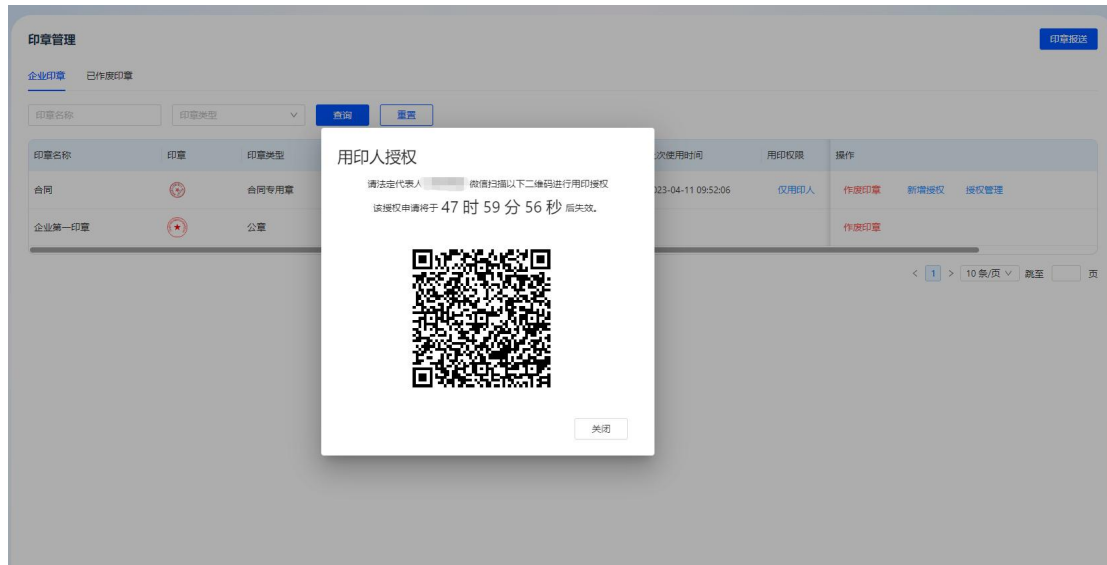 印章管理
印章报送
企业印章 已作废印章
印章名称 印章类型 查询 重置
印章名称 印章 印章类型 次使用时间 用印权限 操作
合同 合同专用章 023-04-11 09:52:06 仅用印人 作废印章 新增授权 授权管理
企业第一印章 公章 作废印章
< 1 > 10 条/页 跳至 页
用印人授权
请法定代表人 微信扫描以下二维码进行用印授权
该授权申请将于 47 时 59 分 56 秒 后失效。
关闭